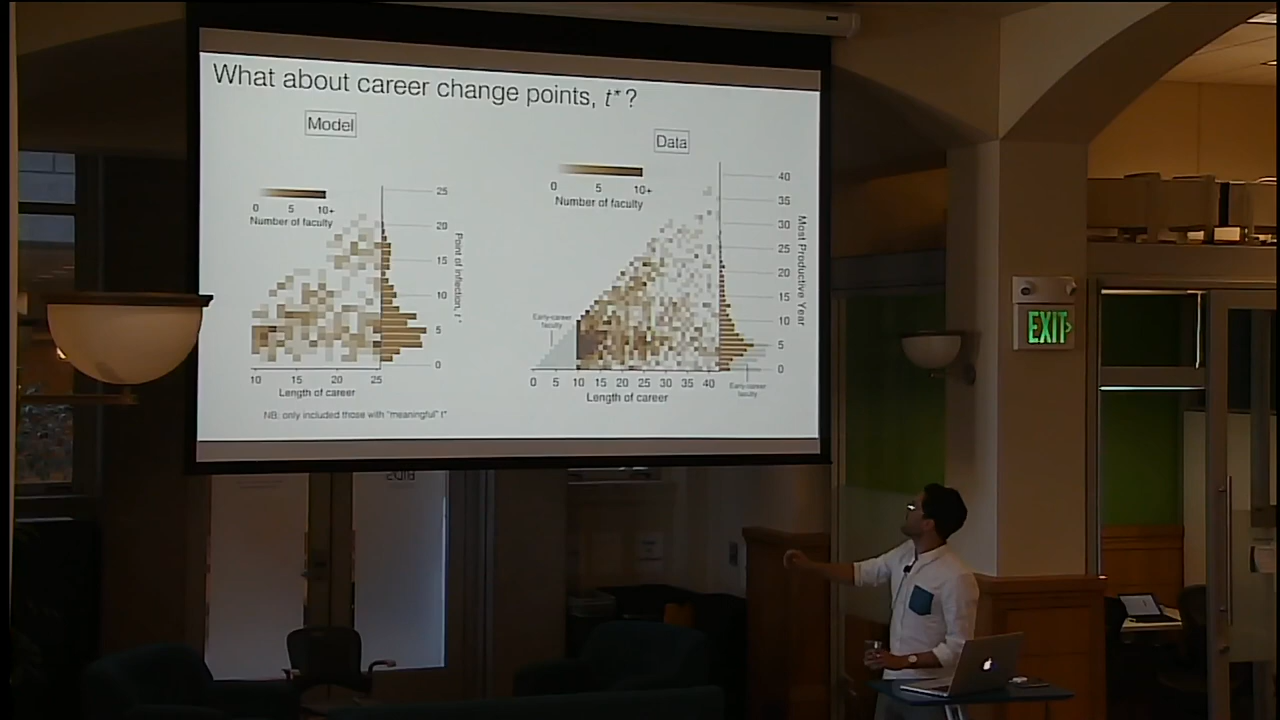 What about career change points, t*?
Model
0 5 10+
Number of faculty
25
20
15
10
5
0
Point of inflection, t*
10 15 20 25
Length of career
NB: only included those with "meaningful" t*
Data
0 5 10+
Number of faculty
40
35
30
25
20
15
10
5
0
Most Productive Year
Early-career
faculty
0 5 10 15 20 25 30 35 40
Length of career
Early-career
faculty
EXIT